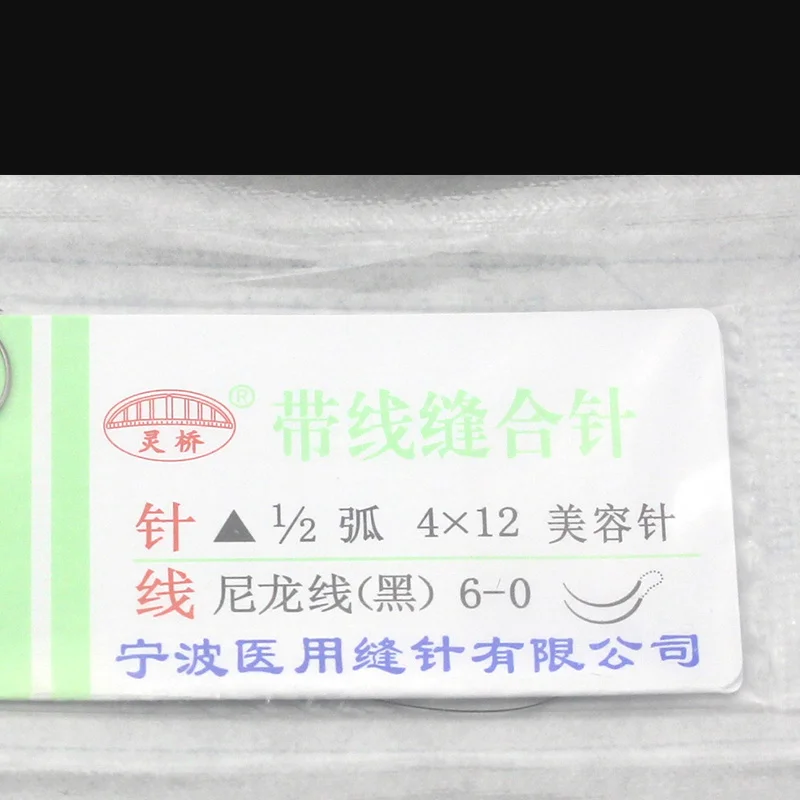 灵桥® 带线缝合针
针 ▲ 1/2 弧 4×12 美容针
线 尼龙线(黑) 6-0
宁波医用缝针有限公司